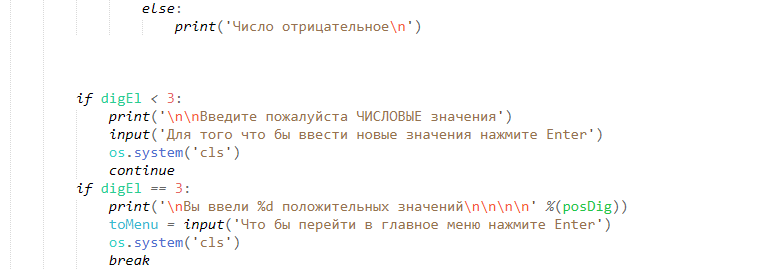 else:
print('Число отрицательное\n')
if digEl < 3:
print('\n\nВведите пожалуйста ЧИСЛОВЫЕ значения')
input('Для того что бы ввести новые значения нажмите Enter')
os.system('cls')
continue
if digEl == 3:
print('\nВы ввели %d положительных значений\n\n\n\n' %(posDig))
toMenu = input('Что бы перейти в главное меню нажмите Enter')
os.system('cls')
break